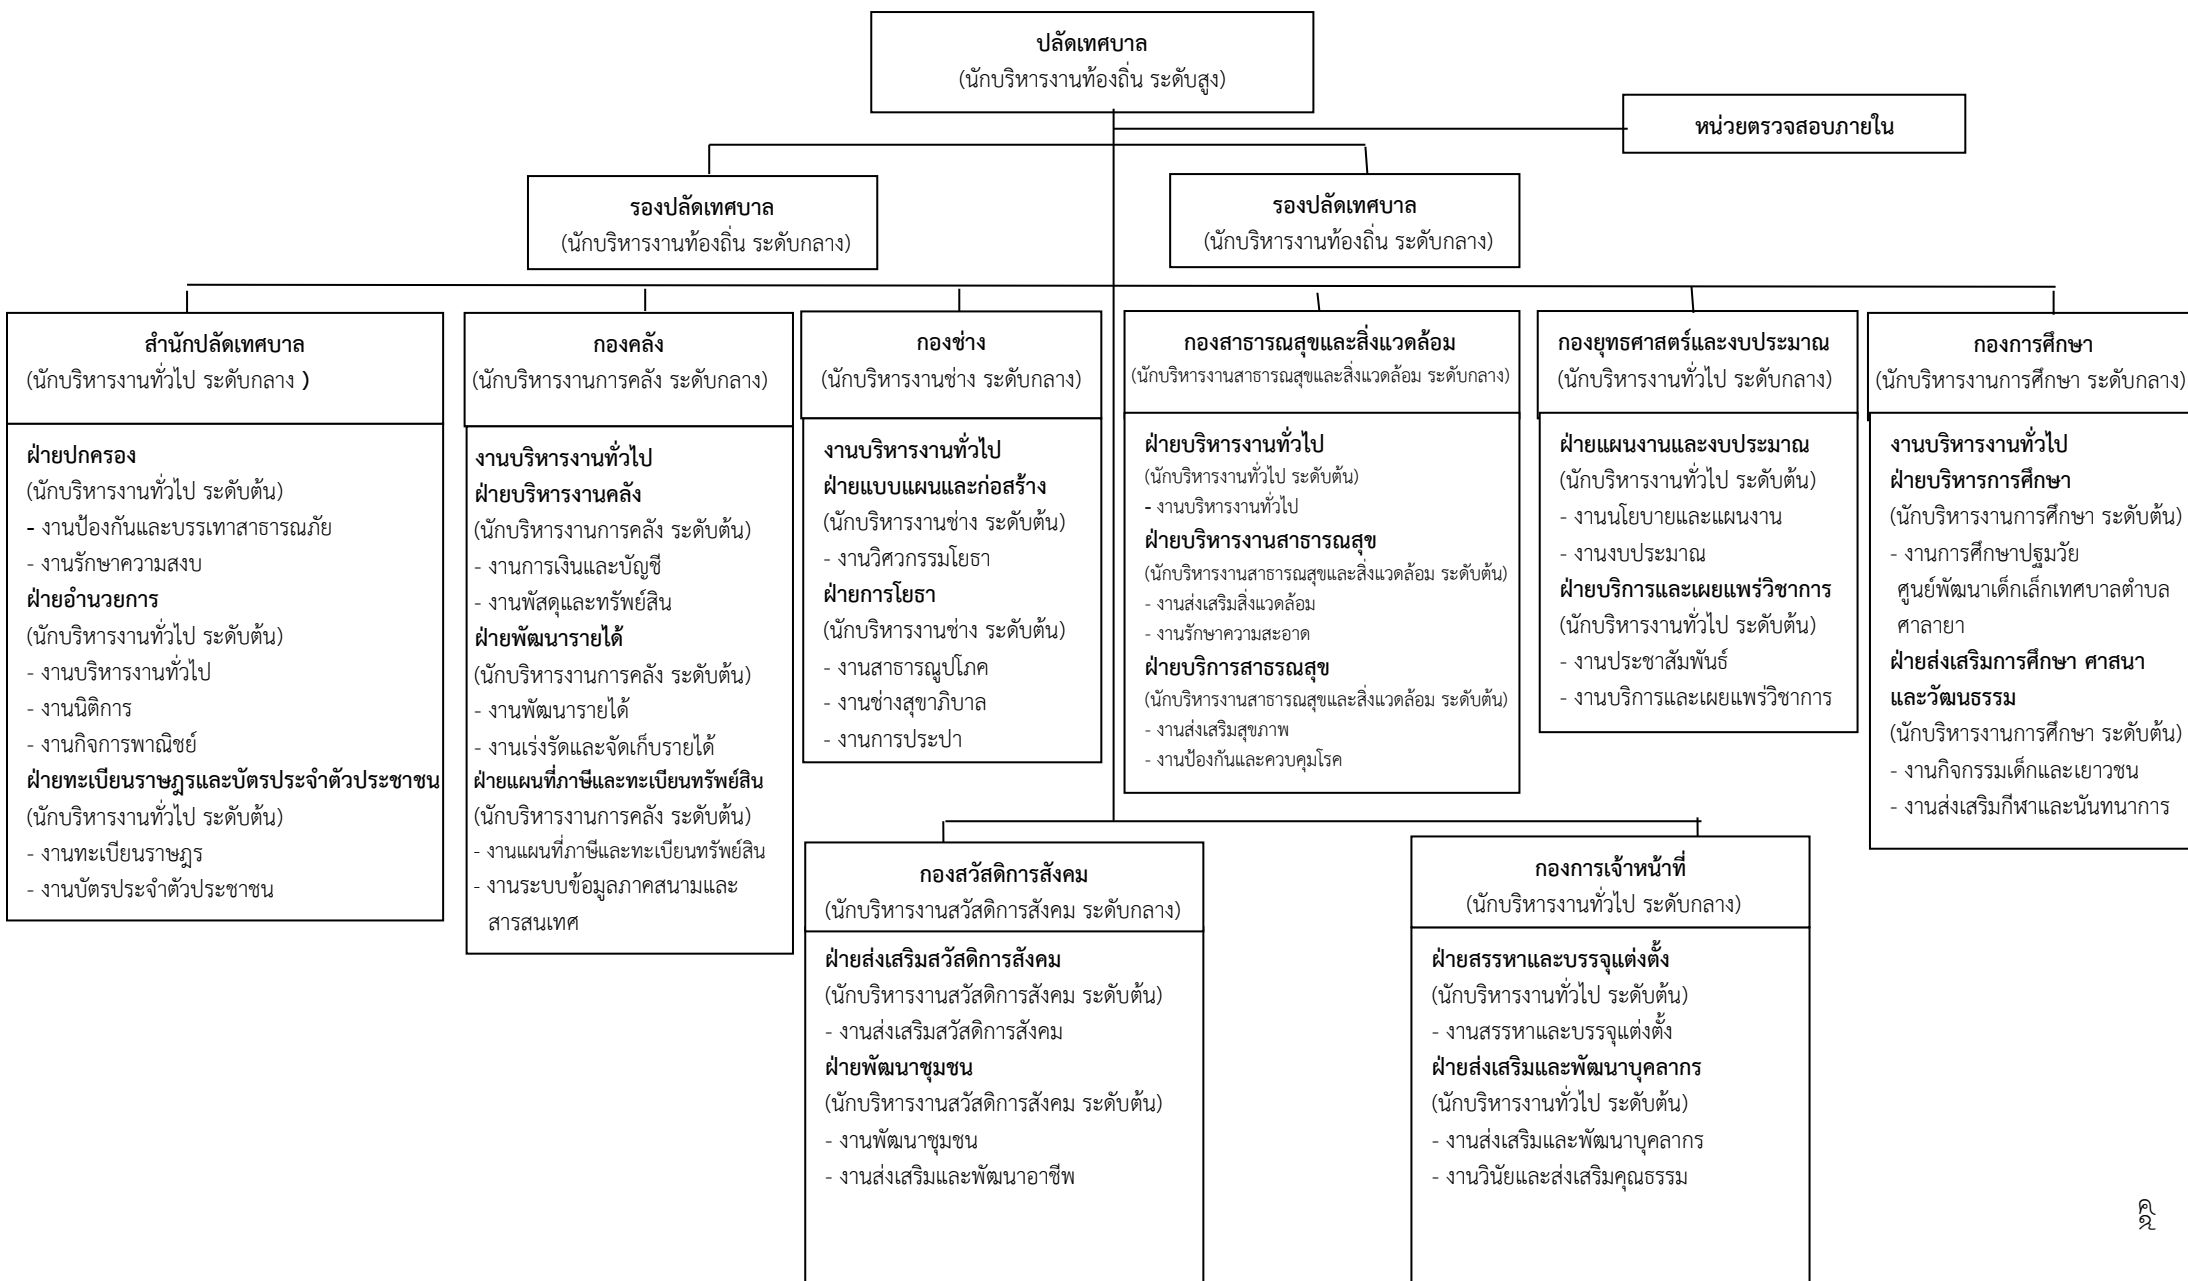 ปลัดเทศบาล
(นักบริหารงานท้องถิ่น ระดับสูง)
หน่วยตรวจสอบภายใน
รองปลัดเทศบาล
(นักบริหารงานท้องถิ่น ระดับกลาง)
รองปลัดเทศบาล
(นักบริหารงานท้องถิ่น ระดับกลาง)
สำนักปลัดเทศบาล
(นักบริหารงานทั่วไป ระดับกลาง )
ฝ่ายปกครอง
(นักบริหารงานทั่วไป ระดับต้น)
- งานป้องกันและบรรเทาสาธารณภัย
- งานรักษาความสงบ
ฝ่ายอำนวยการ
(นักบริหารงานทั่วไป ระดับต้น)
- งานบริหารงานทั่วไป
- งานนิติการ
- งานกิจการพาณิชย์
ฝ่ายทะเบียนราษฎรและบัตรประจำตัวประชาชน
(นักบริหารงานทั่วไป ระดับต้น)
- งานทะเบียนราษฎร
- งานบัตรประจำตัวประชาชน
กองคลัง
(นักบริหารงานการคลัง ระดับกลาง)
งานบริหารงานทั่วไป
ฝ่ายบริหารงานคลัง
(นักบริหารงานการคลัง ระดับต้น)
- งานการเงินและบัญชี
- งานพัสดุและทรัพย์สิน
ฝ่ายพัฒนารายได้
(นักบริหารงานการคลัง ระดับต้น)
- งานพัฒนารายได้
- งานเร่งรัดและจัดเก็บรายได้
ฝ่ายแผนที่ภาษีและทะเบียนทรัพย์สิน
(นักบริหารงานการคลัง ระดับต้น)
- งานแผนที่ภาษีและทะเบียนทรัพย์สิน
- งานระบบข้อมูลภาคสนามและ
สารสนเทศ
กองช่าง
(นักบริหารงานช่าง ระดับกลาง)
งานบริหารงานทั่วไป
ฝ่ายแบบแผนและก่อสร้าง
(นักบริหารงานช่าง ระดับต้น)
- งานวิศวกรรมโยธา
ฝ่ายการโยธา
(นักบริหารงานช่าง ระดับต้น)
- งานสาธารณูปโภค
- งานช่างสุขาภิบาล
- งานการประปา
กองสาธารณสุขและสิ่งแวดล้อม
(นักบริหารงานสาธารณสุขและสิ่งแวดล้อม ระดับกลาง)
ฝ่ายบริหารงานทั่วไป
(นักบริหารงานทั่วไป ระดับต้น)
- งานบริหารงานทั่วไป
ฝ่ายบริหารงานสาธารณสุข
(นักบริหารงานสาธารณสุขและสิ่งแวดล้อม ระดับต้น)
- งานส่งเสริมสิ่งแวดล้อม
- งานรักษาความสะอาด
ฝ่ายบริการสาธรณสุข
(นักบริหารงานสาธารณสุขและสิ่งแวดล้อม ระดับต้น)
- งานส่งเสริมสุขภาพ
- งานป้องกันและควบคุมโรค
กองยุทธศาสตร์และงบประมาณ
(นักบริหารงานทั่วไป ระดับกลาง)
ฝ่ายแผนงานและงบประมาณ
(นักบริหารงานทั่วไป ระดับต้น)
- งานนโยบายและแผนงาน
- งานงบประมาณ
ฝ่ายบริการและเผยแพร่วิชาการ
(นักบริหารงานทั่วไป ระดับต้น)
- งานประชาสัมพันธ์
- งานบริการและเผยแพร่วิชาการ
กองการศึกษา
(นักบริหารงานการศึกษา ระดับกลาง)
งานบริหารงานทั่วไป
ฝ่ายบริหารการศึกษา
(นักบริหารงานการศึกษา ระดับต้น)
- งานการศึกษาปฐมวัย
ศูนย์พัฒนาเด็กเล็กเทศบาลตำบล
ศาลายา
ฝ่ายส่งเสริมการศึกษา ศาสนา
และวัฒนธรรม
(นักบริหารงานการศึกษา ระดับต้น)
- งานกิจกรรมเด็กและเยาวชน
- งานส่งเสริมกีฬาและนันทนาการ
กองสวัสดิการสังคม
(นักบริหารงานสวัสดิการสังคม ระดับกลาง)
ฝ่ายส่งเสริมสวัสดิการสังคม
(นักบริหารงานสวัสดิการสังคม ระดับต้น)
- งานส่งเสริมสวัสดิการสังคม
ฝ่ายพัฒนาชุมชน
(นักบริหารงานสวัสดิการสังคม ระดับต้น)
- งานพัฒนาชุมชน
- งานส่งเสริมและพัฒนาอาชีพ
กองการเจ้าหน้าที่
(นักบริหารงานทั่วไป ระดับกลาง)
ฝ่ายสรรหาและบรรจุแต่งตั้ง
(นักบริหารงานทั่วไป ระดับต้น)
- งานสรรหาและบรรจุแต่งตั้ง
ฝ่ายส่งเสริมและพัฒนาบุคลากร
(นักบริหารงานทั่วไป ระดับต้น)
- งานส่งเสริมและพัฒนาบุคลากร
- งานวินัยและส่งเสริมคุณธรรม